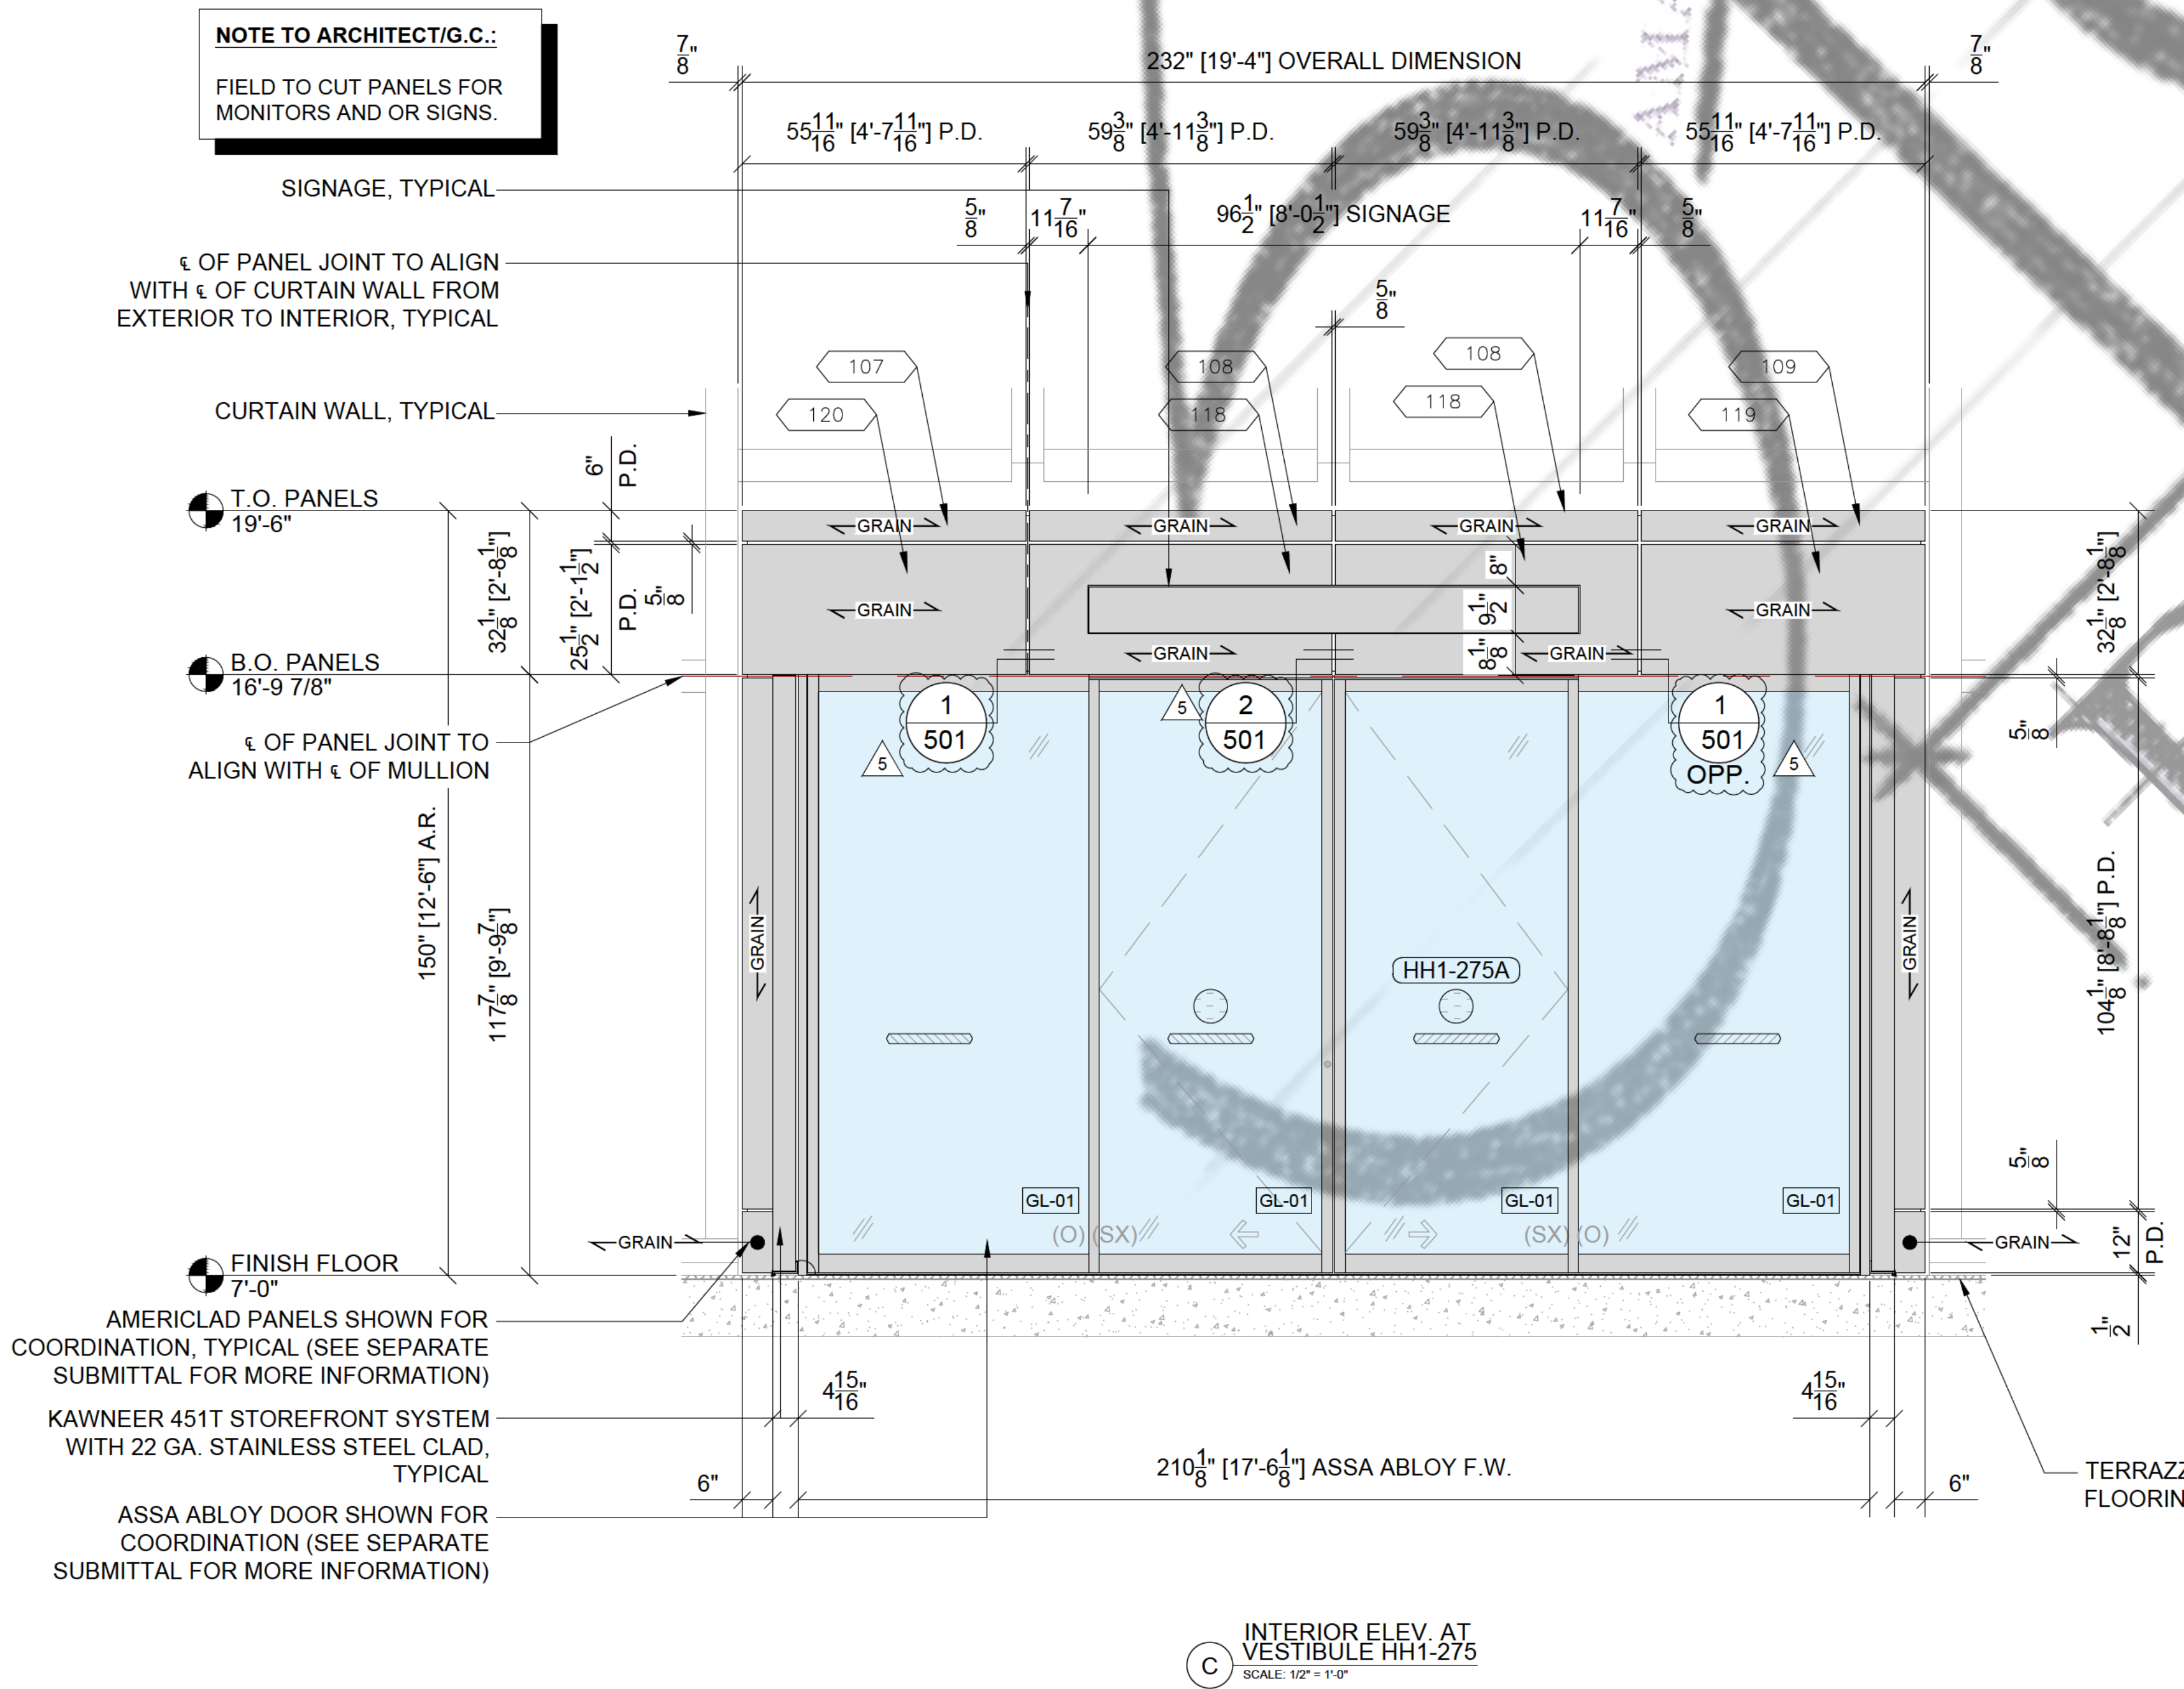 NOTE TO ARCHITECT/G.C.:
FIELD TO CUT PANELS FOR
MONITORS AND OR SIGNS.
7/8"
232" [19'-4"] OVERALL DIMENSION
7/8"
55 11/16" [4'-7 11/16"] P.D.
59 3/8" [4'-11 3/8"] P.D.
59 3/8" [4'-11 3/8"] P.D.
55 11/16" [4'-7 11/16"] P.D.
SIGNAGE, TYPICAL
5/8"
11 7/16"
96 1/2" [8'-0 1/2"] SIGNAGE
11 7/16"
5/8"
℄ OF PANEL JOINT TO ALIGN
WITH ℄ OF CURTAIN WALL FROM
EXTERIOR TO INTERIOR, TYPICAL
5/8"
107
108
108
109
CURTAIN WALL, TYPICAL
120
118
118
119
6"
P.D.
T.O. PANELS
19'-6"
GRAIN
GRAIN
GRAIN
GRAIN
32 1/8" [2'-8 1/8"]
25 1/2" [2'-1 1/2"]
P.D.
5/8"
8"
9 1/2"
8 1/8"
32 1/8" [2'-8 1/8"]
GRAIN
GRAIN
GRAIN
GRAIN
B.O. PANELS
16'-9 7/8"
1
501
5
2
501
5
1
501
OPP.
5
5/8"
℄ OF PANEL JOINT TO
ALIGN WITH ℄ OF MULLION
150" [12'-6"] A.R.
117 7/8" [9'-9 7/8"]
GRAIN
HH1-275A
GRAIN
104 1/8" [8'-8 1/8"] P.D.
5/8"
GL-01
GL-01
GL-01
GL-01
(O) (SX)
(SX) (O)
GRAIN
GRAIN
12"
P.D.
FINISH FLOOR
7'-0"
1/2"
AMERICLAD PANELS SHOWN FOR
COORDINATION, TYPICAL (SEE SEPARATE
SUBMITTAL FOR MORE INFORMATION)
4 15/16"
4 15/16"
KAWNEER 451T STOREFRONT SYSTEM
WITH 22 GA. STAINLESS STEEL CLAD,
TYPICAL
6"
210 1/8" [17'-6 1/8"] ASSA ABLOY F.W.
6"
TERRAZZ
FLOORIN
ASSA ABLOY DOOR SHOWN FOR
COORDINATION (SEE SEPARATE
SUBMITTAL FOR MORE INFORMATION)
C
INTERIOR ELEV. AT
VESTIBULE HH1-275
SCALE: 1/2" = 1'-0"